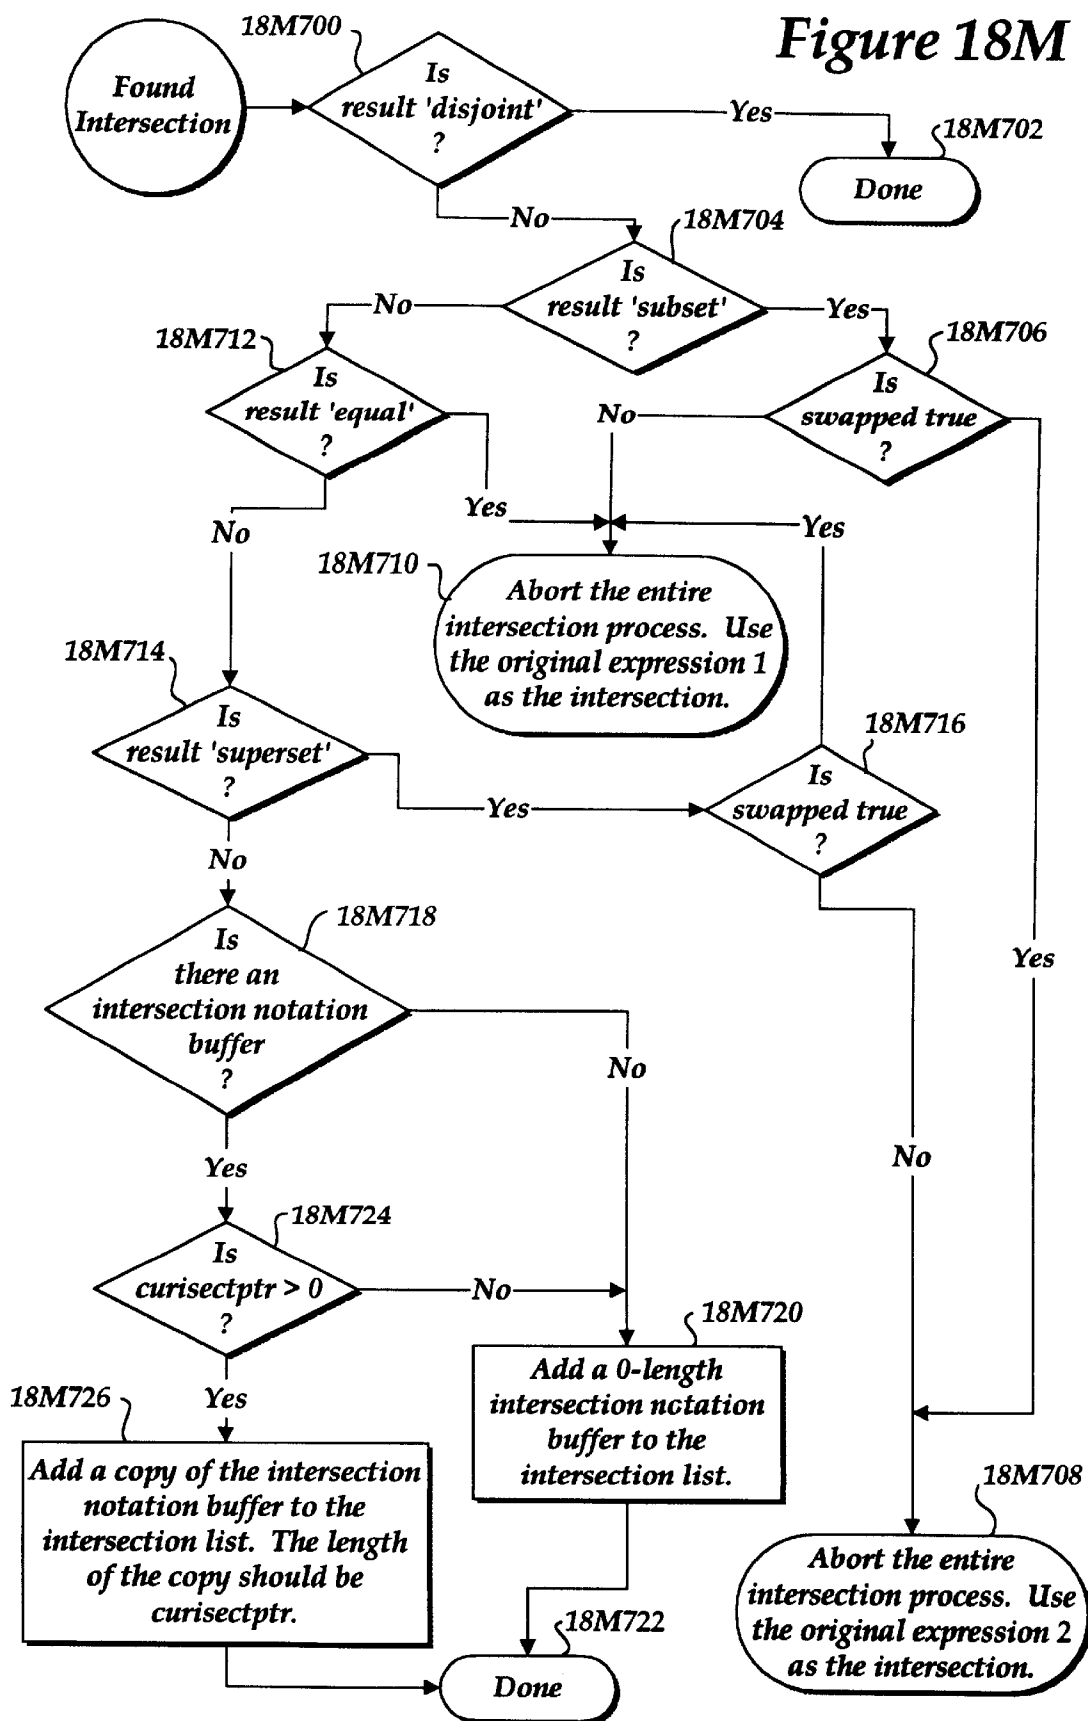 Figure 18M
18M700
Found
Intersection
Is
result 'disjoint'
?
Yes
18M702
Done
No
18M704
Is
result 'subset'
?
No
Yes
18M712
18M706
Is
result 'equal'
?
Is
swapped true
?
No
Yes
No
Yes
18M710
Abort the entire
intersection process. Use
the original expression 1
as the intersection.
18M714
Is
result 'superset'
?
Yes
18M716
Is
swapped true
?
No
18M718
Is
there an
intersection notation
buffer
?
Yes
No
No
Yes
18M724
Is
curisectptr > 0
?
No
18M720
Add a 0-length
intersection notation
buffer to the
intersection list.
Yes
18M726
Add a copy of the intersection
notation buffer to the
intersection list. The length
of the copy should be
curisectptr.
18M708
Abort the entire
intersection process. Use
the original expression 2
as the intersection.
18M722
Done